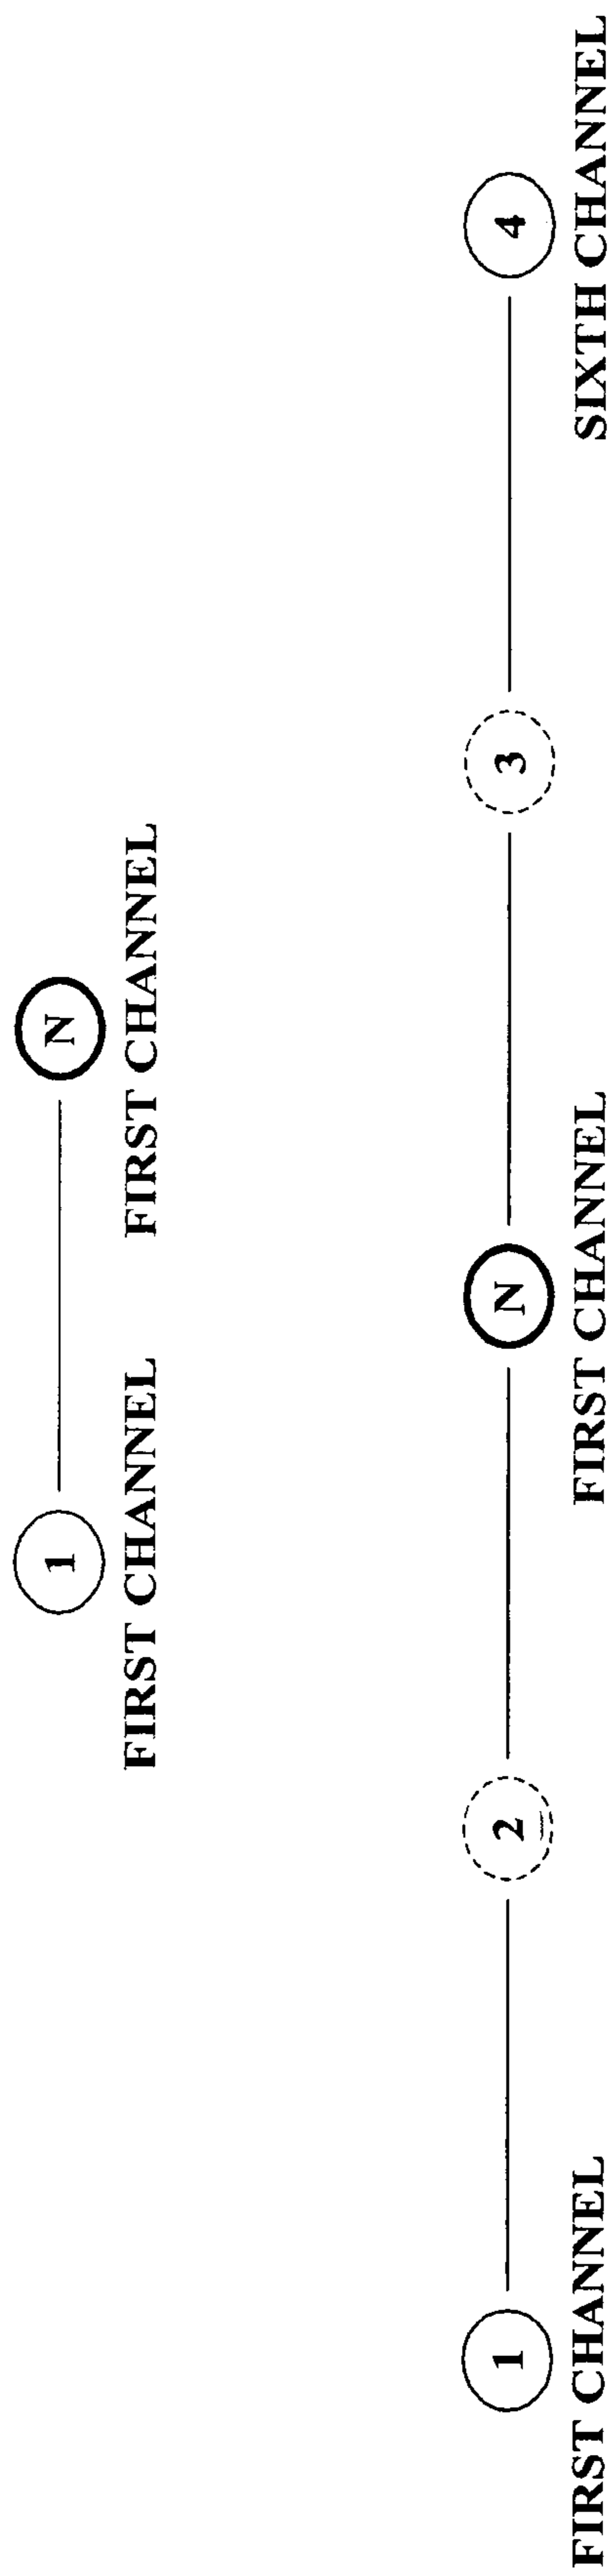 1 N
FIRST CHANNEL FIRST CHANNEL
1 2 N 3 4
FIRST CHANNEL FIRST CHANNEL SIXTH CHANNEL